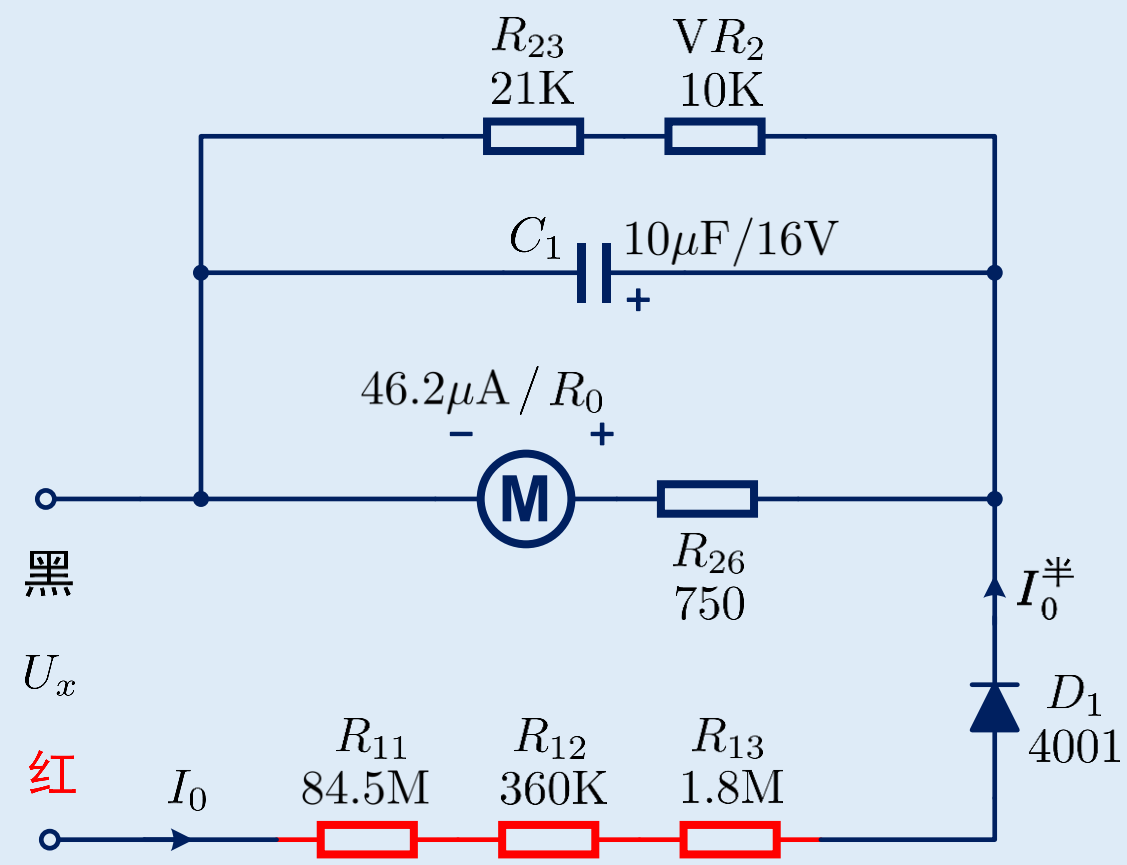 R₂₃ VR₂
21K 10K
C₁ 10μF/16V
+
46.2μA / R₀
− +
M
R₂₆
750
黑
I₀半
Uₓ
D₁
4001
红
R₁₁ R₁₂ R₁₃
84.5M 360K 1.8M
I₀